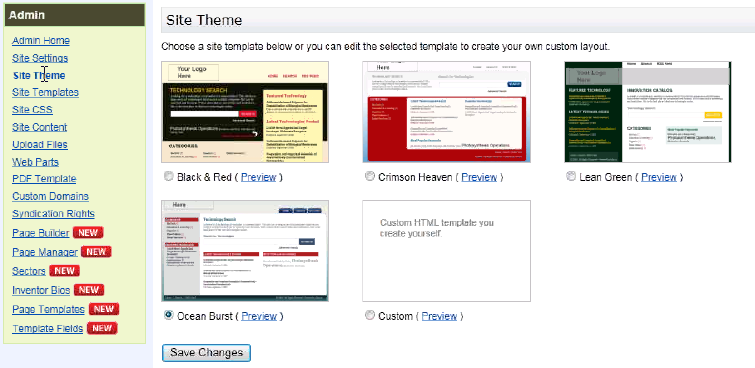 Admin
Admin Home
Site Settings
Site Theme
Site Templates
Site CSS
Site Content
Upload Files
Web Parts
PDF Template
Custom Domains
Syndication Rights
Page Builder NEW
Page Manager NEW
Sectors NEW
Inventor Bios NEW
Page Templates NEW
Template Fields NEW
Site Theme
Choose a site template below or you can edit the selected template to create your own custom layout.
Your Logo
Here
TECHNOLOGY SEARCH
Featured Technology
Latest Technologies Posted
Photosynthesis Operations
CATEGORIES
Black & Red ( Preview )
Here
Photosynthesis Operations
Crimson Heaven ( Preview )
Your Logo
Here
FEATURED TECHNOLOGY
INNOVATION CATALOG
CATEGORIES
Lean Green ( Preview )
Here
Technology Search
Ocean Burst ( Preview )
Custom HTML template you
create yourself.
Custom ( Preview )
Save Changes